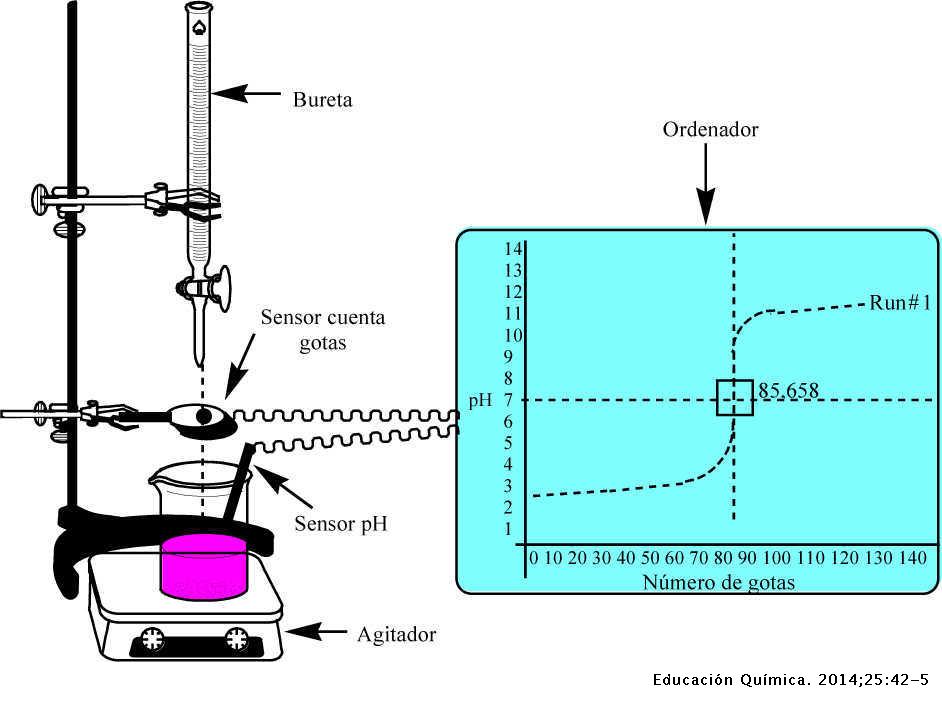 Bureta
Ordenador
Sensor cuenta
gotas
Sensor pH
Agitador
14
13
12
11
10
9
8
pH 7
6
5
4
3
2
1
Run#1
85,658
0 10 20 30 40 50 60 70 80 90 100 110 120 130 140
Número de gotas
Educación Química. 2014;25:42-5